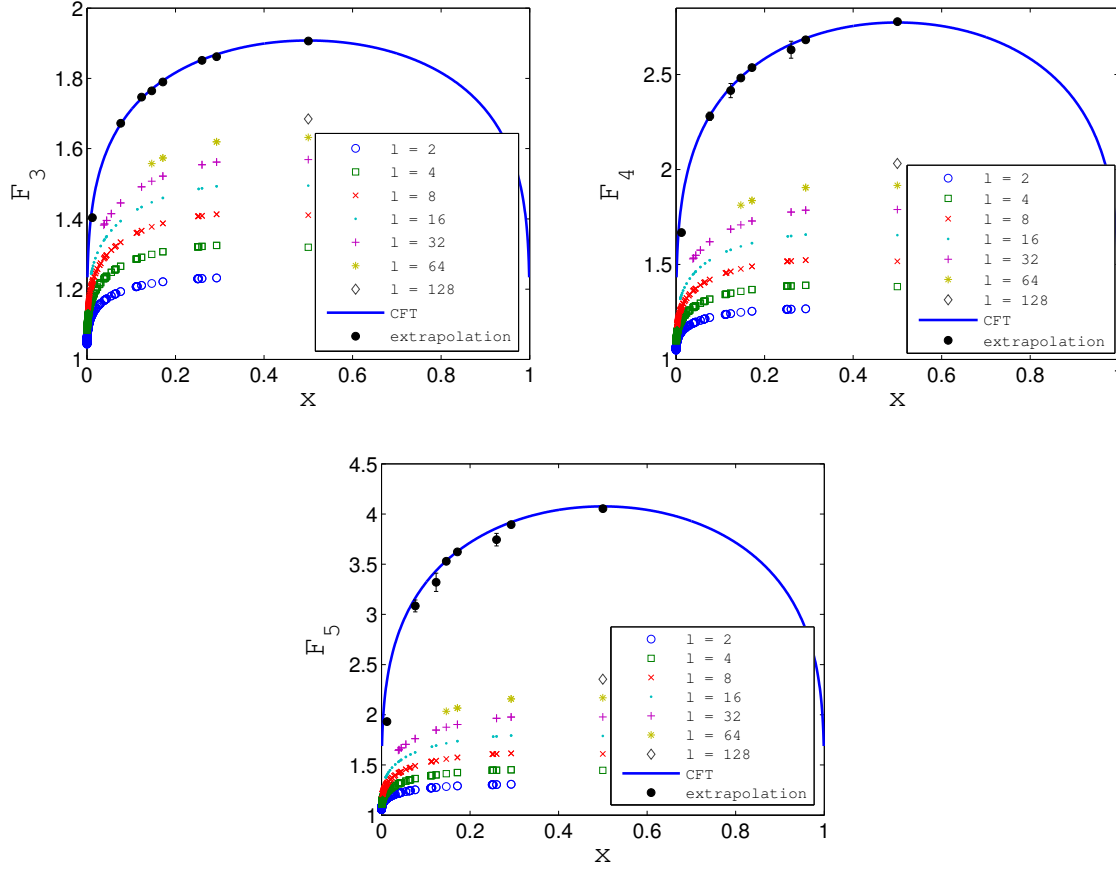 2
1.8
1.6
1.4
1.2
1
0 0.2 0.4 0.6 0.8 1
F3
x
l = 2
l = 4
l = 8
l = 16
l = 32
l = 64
l = 128
CFT
extrapolation
2.5
2
1.5
1
0 0.2 0.4 0.6 0.8 1
F4
x
l = 2
l = 4
l = 8
l = 16
l = 32
l = 64
l = 128
CFT
extrapolation
4.5
4
3.5
3
2.5
2
1.5
1
0 0.2 0.4 0.6 0.8 1
F5
x
l = 2
l = 4
l = 8
l = 16
l = 32
l = 64
l = 128
CFT
extrapolation